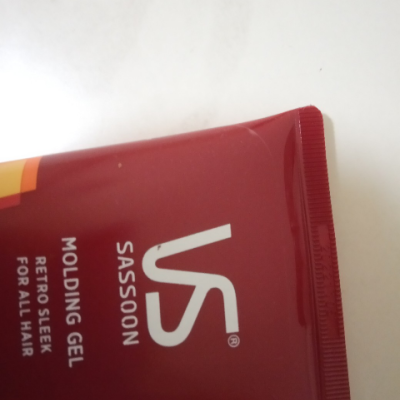 VS®
SASSOON
MOLDING GEL
RETRO SLEEK
FOR ALL HAIR